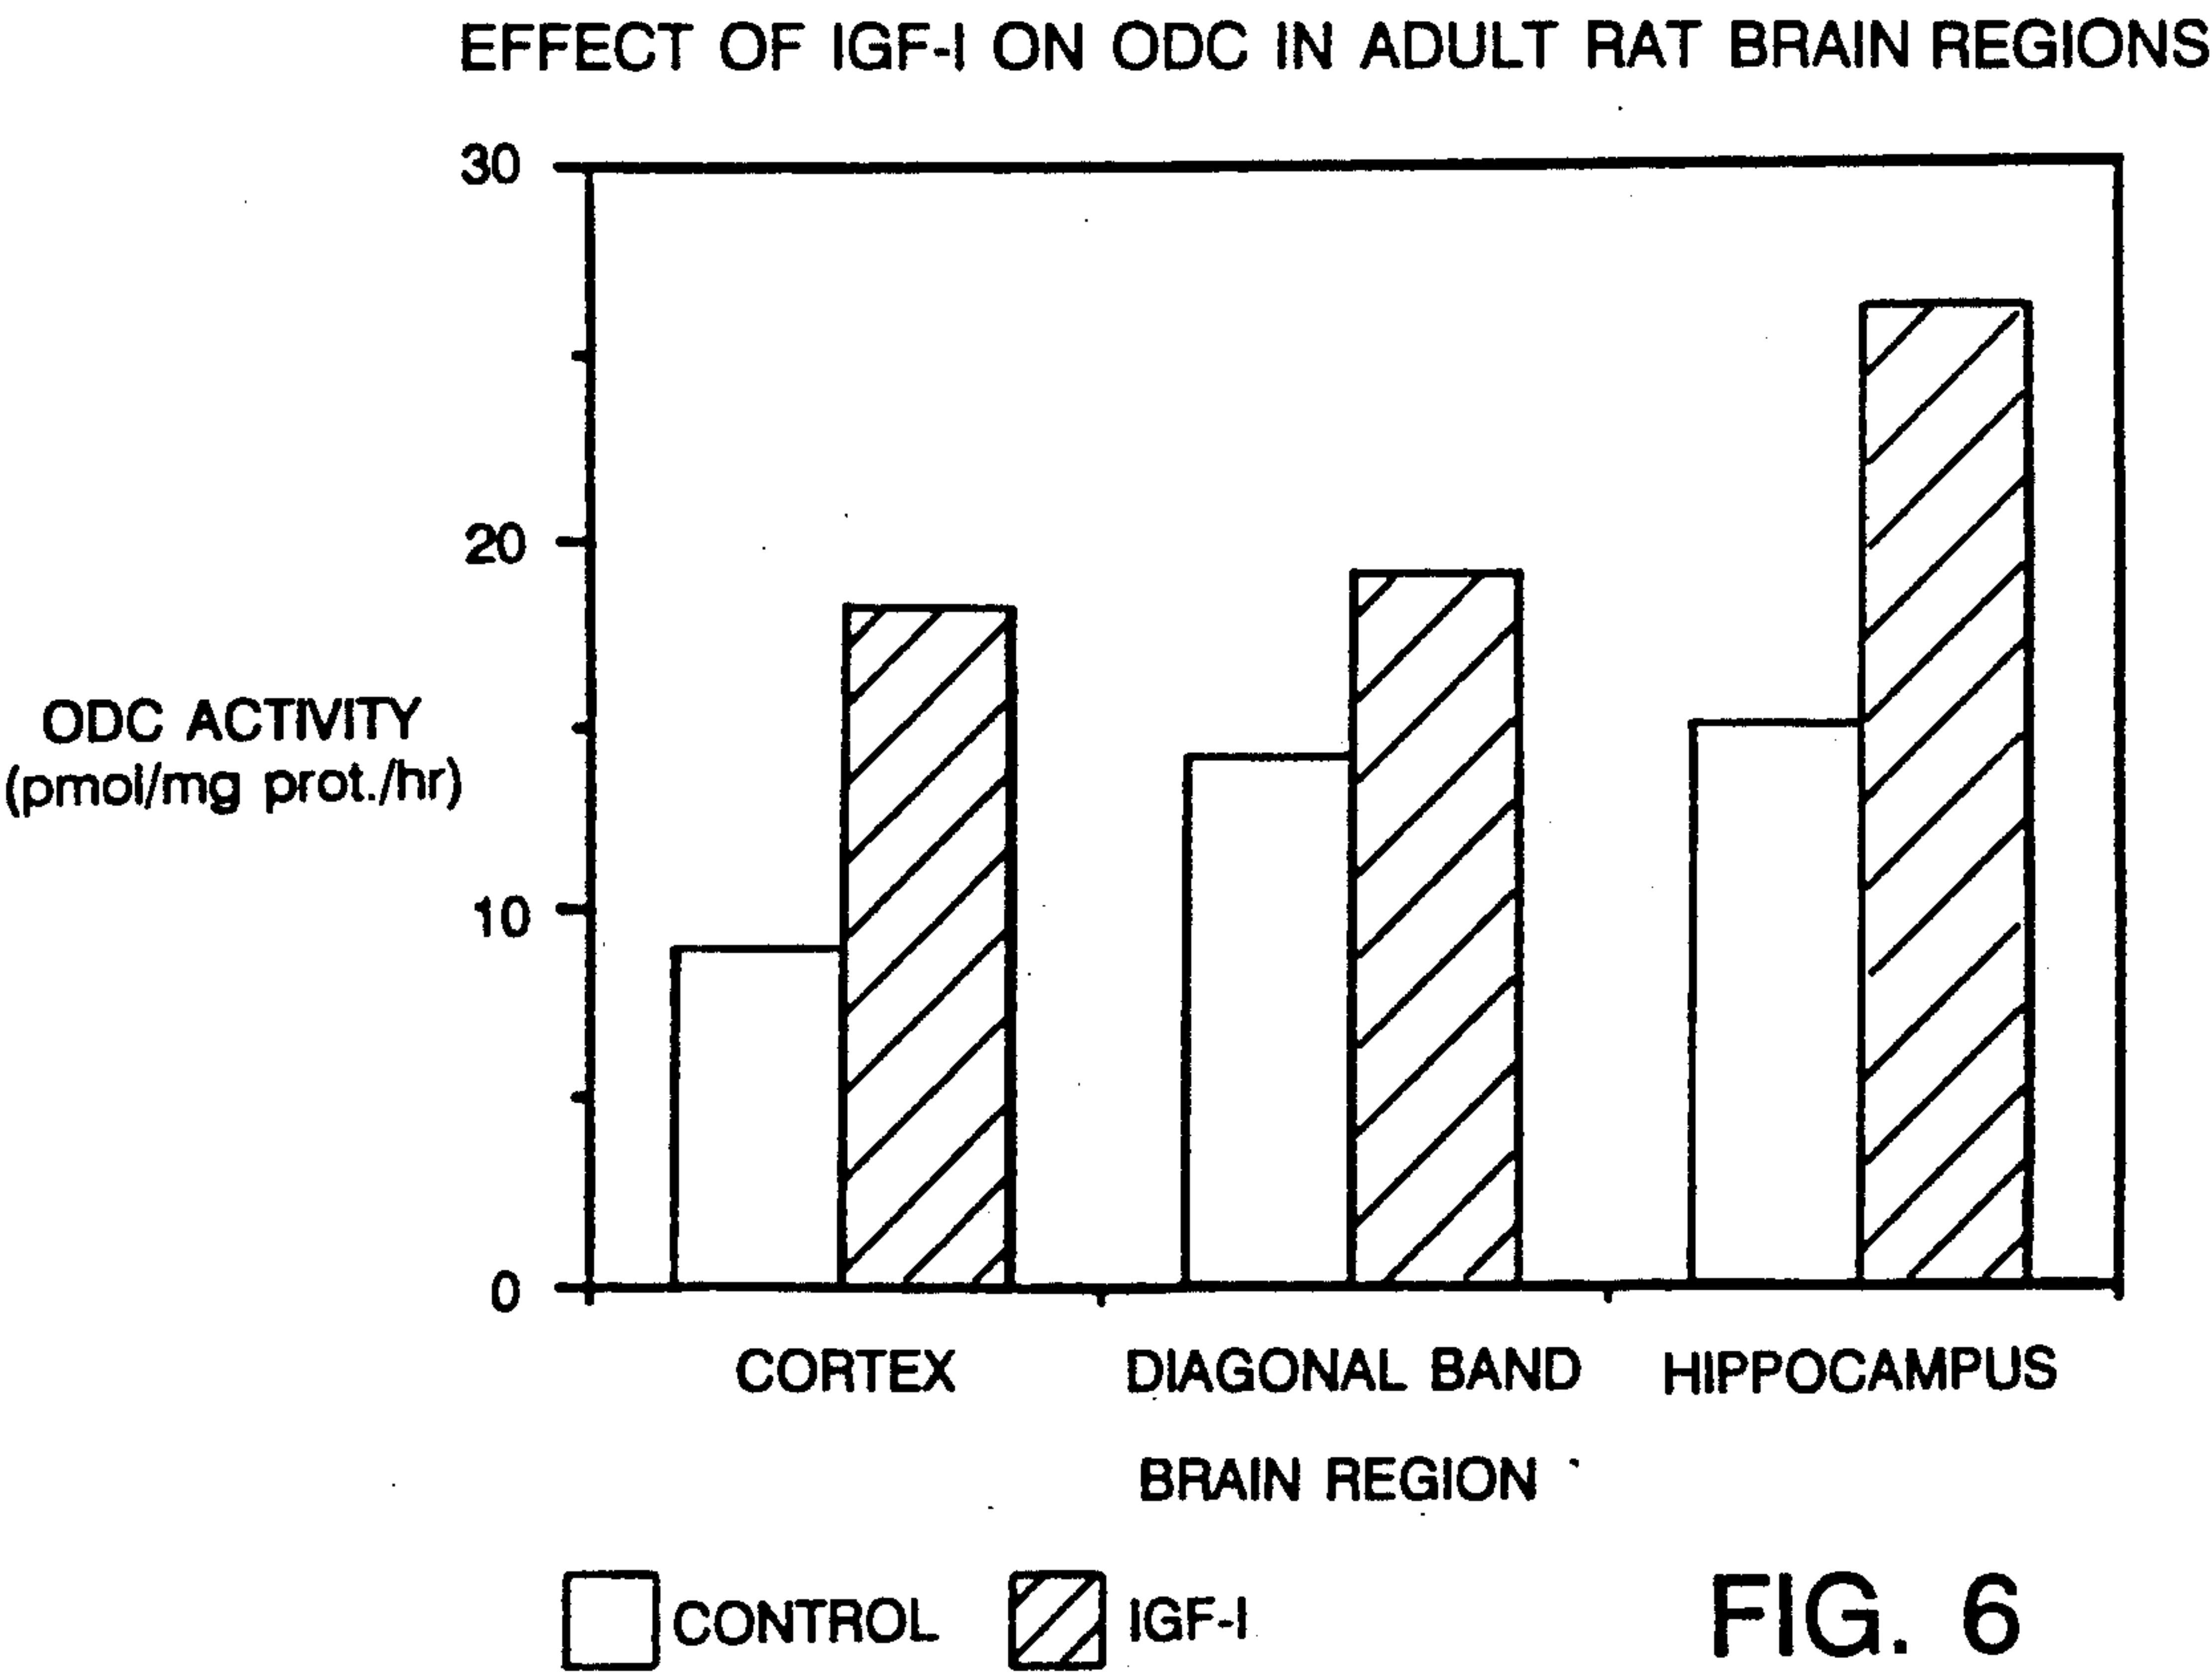 EFFECT OF IGF-I ON ODC IN ADULT RAT BRAIN REGIONS
30
20
10
0
ODC ACTIVITY
(pmol/mg prot./hr)
CORTEX DIAGONAL BAND HIPPOCAMPUS
BRAIN REGION
CONTROL IGF-I
FIG. 6